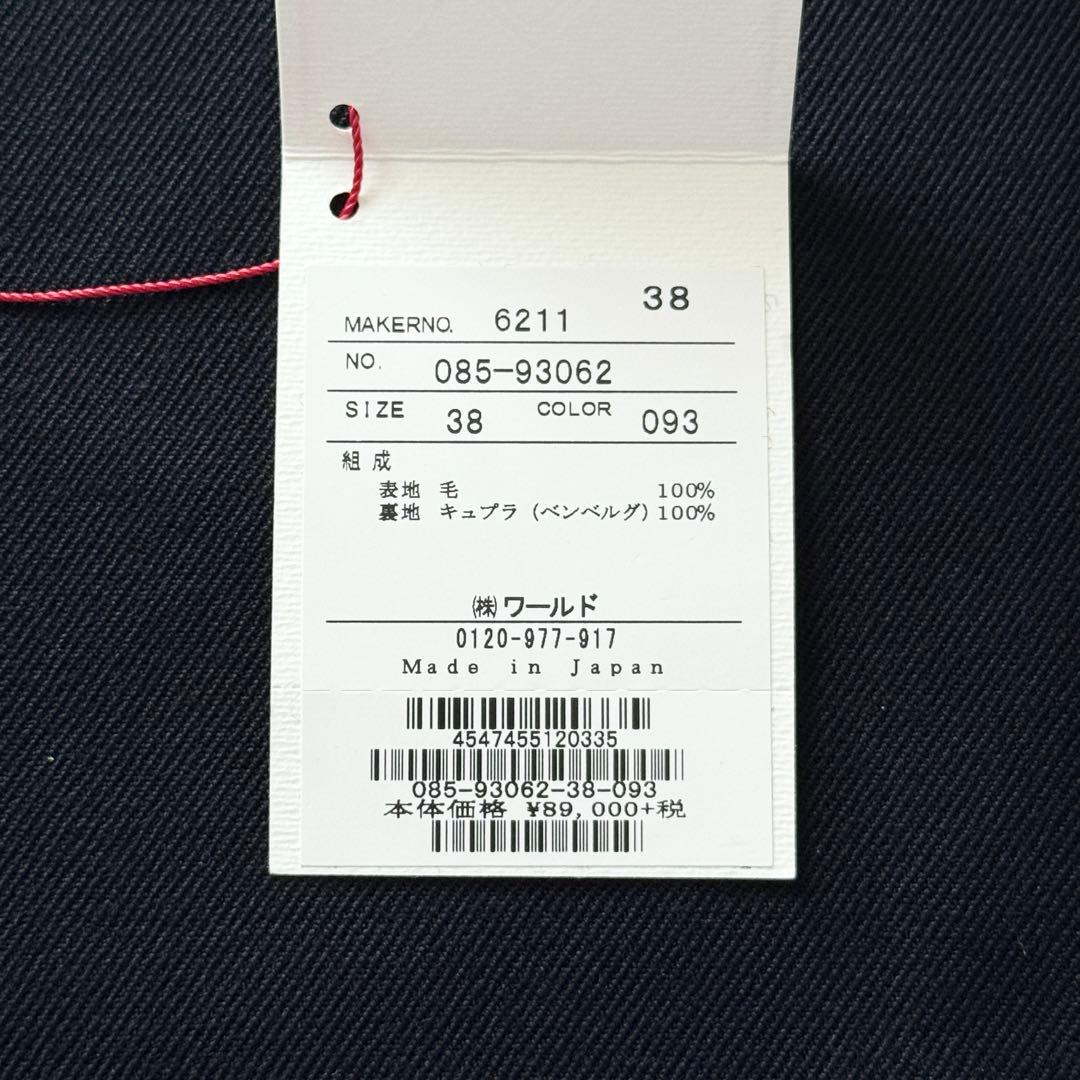 38
MAKERNO. 6211
NO. 085-93062
SIZE 38 COLOR 093
組成
表地 毛 100%
裏地 キュプラ (ベンベルグ) 100%
㈱ワールド
0120-977-917
Made in Japan
4547455120335
085-93062-38-093
本体価格 ¥89,000+税